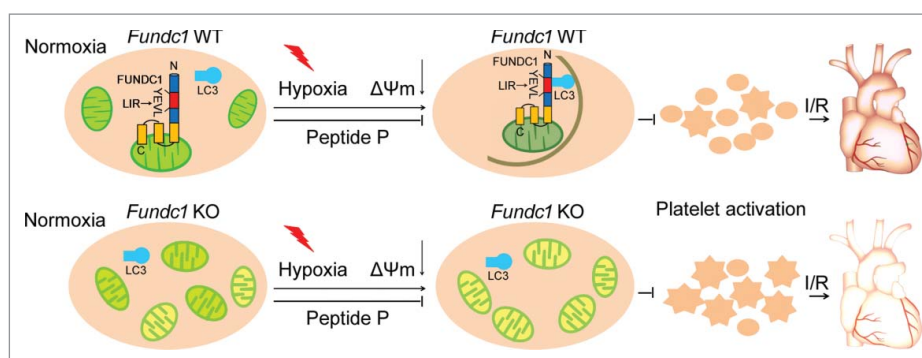 Normoxia
Fundc1 WT
N
FUNDC1
YEVL
LIR→
LC3
C
Hypoxia ΔΨm↓
Peptide P
Fundc1 WT
N
FUNDC1
YEVL
LIR→
LC3
C
I/R
Normoxia
Fundc1 KO
LC3
Hypoxia ΔΨm↓
Peptide P
Fundc1 KO
LC3
Platelet activation
I/R